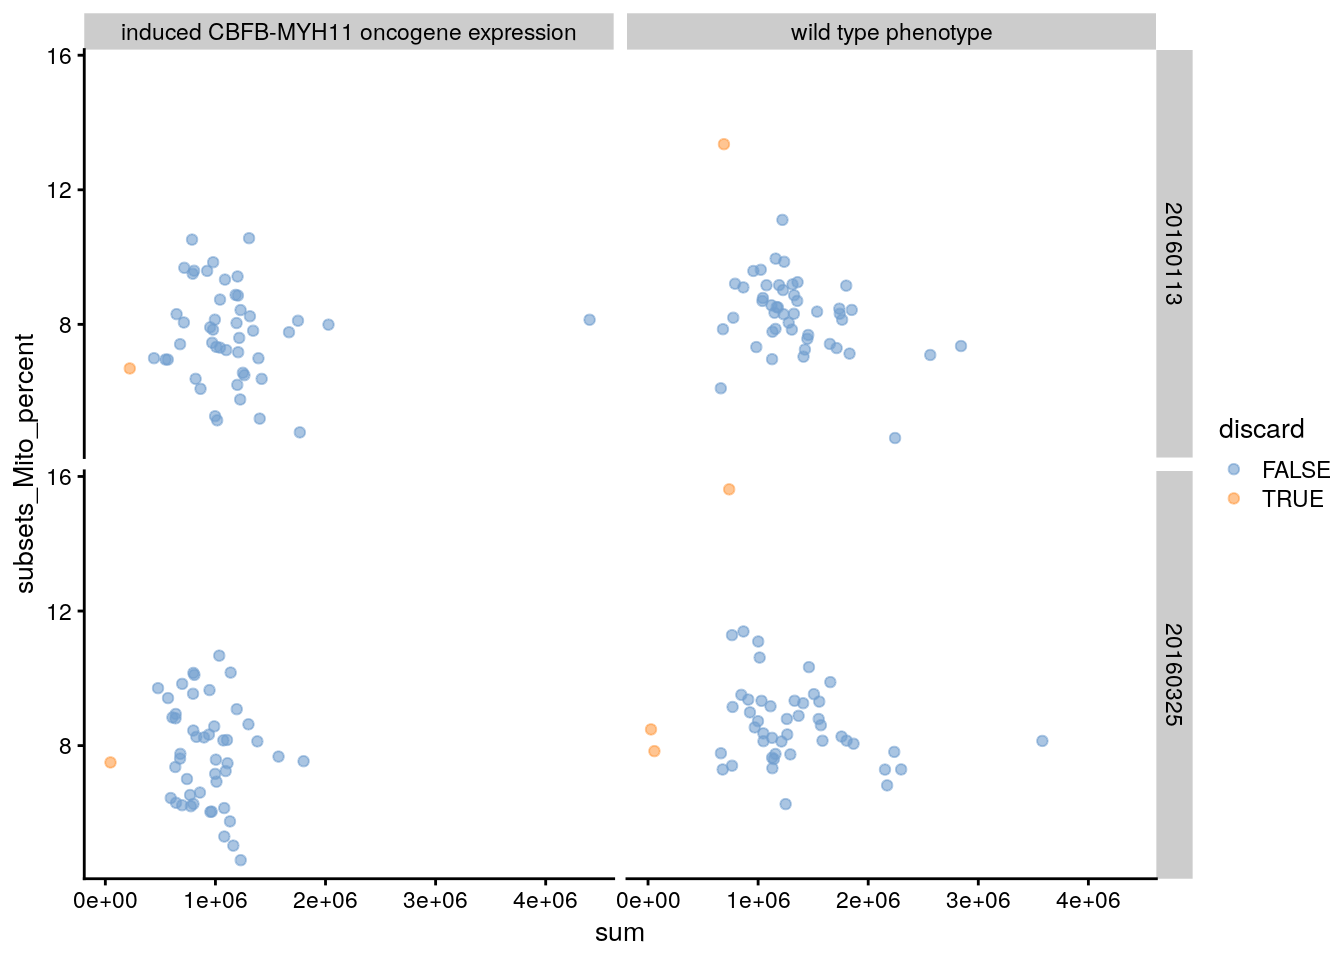 induced CBFB-MYH11 oncogene expression
wild type phenotype
16
12
8
20160113
16
12
8
20160325
subsets_Mito_percent
0e+00 1e+06 2e+06 3e+06 4e+06
0e+00 1e+06 2e+06 3e+06 4e+06
sum
discard
FALSE
TRUE